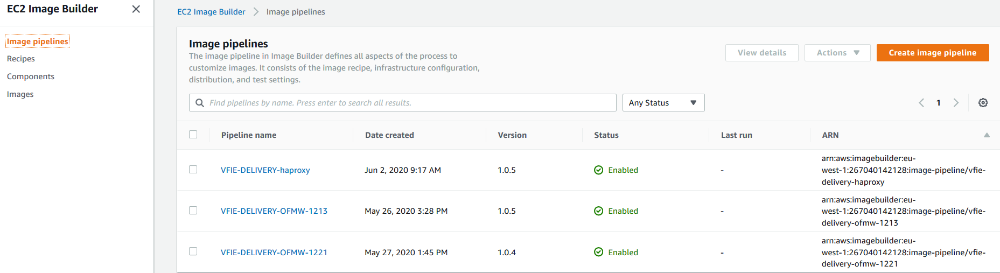 EC2 Image Builder
Image pipelines
Recipes
Components
Images
EC2 Image Builder > Image pipelines
Image pipelines
The image pipeline in Image Builder defines all aspects of the process to
customize images. It consists of the image recipe, infrastructure configuration,
distribution, and test settings.
View details
Actions
Create image pipeline
Find pipelines by name. Press enter to search all results.
Any Status
1
Pipeline name Date created Version Status Last run ARN
VFIE-DELIVERY-haproxy Jun 2, 2020 9:17 AM 1.0.5 Enabled -
arn:aws:imagebuilder:eu-
west-1:267040142128:image-pipeline/vfie-
delivery-haproxy
VFIE-DELIVERY-OFMW-1213 May 26, 2020 3:28 PM 1.0.5 Enabled -
arn:aws:imagebuilder:eu-
west-1:267040142128:image-pipeline/vfie-
delivery-ofmw-1213
VFIE-DELIVERY-OFMW-1221 May 27, 2020 1:45 PM 1.0.4 Enabled -
arn:aws:imagebuilder:eu-
west-1:267040142128:image-pipeline/vfie-
delivery-ofmw-1221